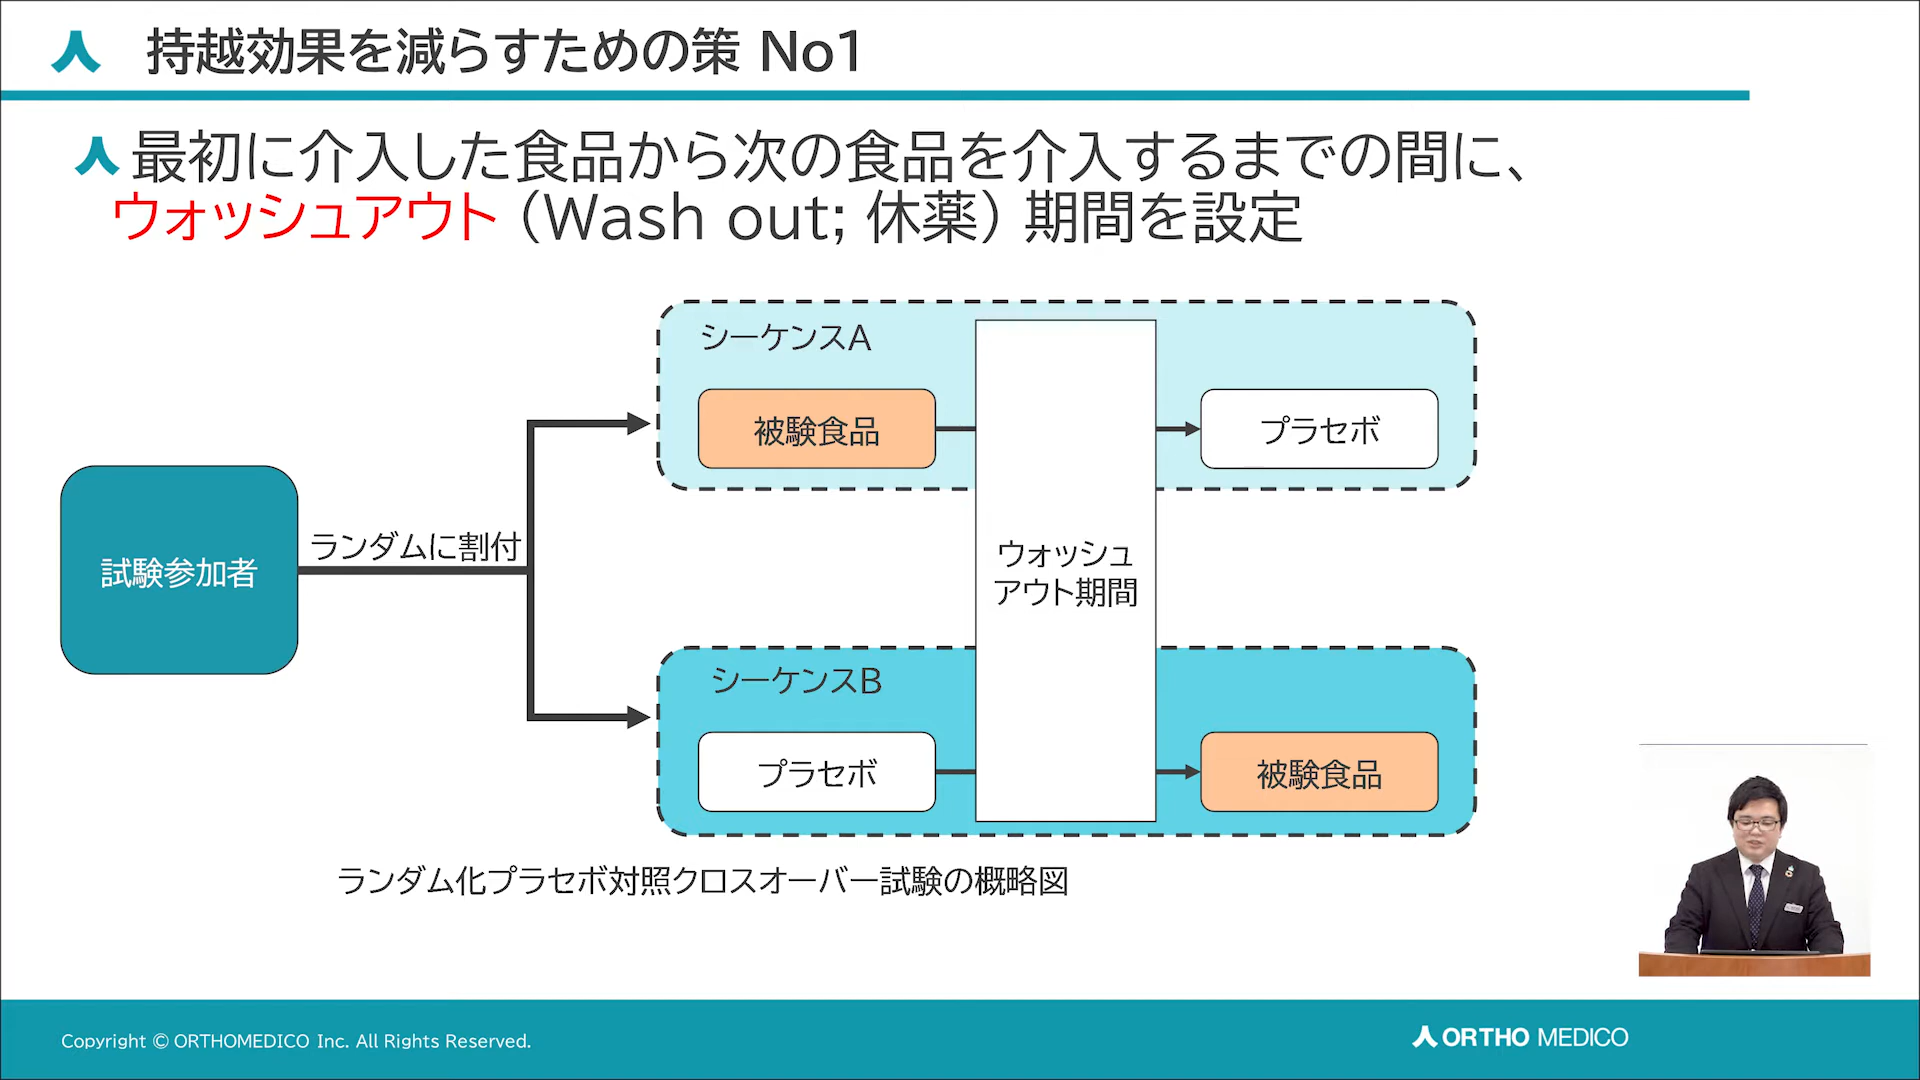 持越効果を減らすための策 No1
最初に介入した食品から次の食品を介入するまでの間に、
ウォッシュアウト（Wash out; 休薬）期間を設定
シーケンスA
被験食品
プラセボ
試験参加者
ランダムに割付
ウォッシュ
アウト期間
シーケンスB
プラセボ
被験食品
ランダム化プラセボ対照クロスオーバー試験の概略図
Copyright © ORTHOMEDICO Inc. All Rights Reserved.
ORTHO MEDICO